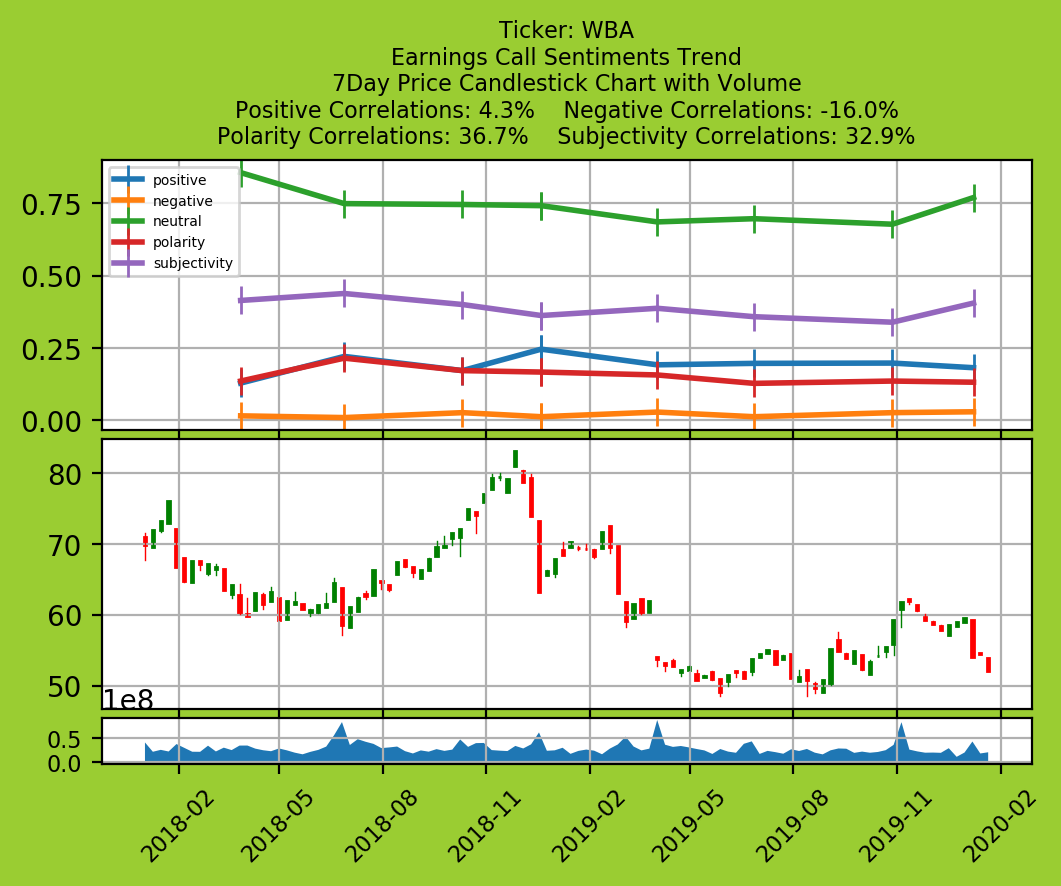 Ticker: WBA
Earnings Call Sentiments Trend
7Day Price Candlestick Chart with Volume
Positive Correlations: 4.3%    Negative Correlations: -16.0%
Polarity Correlations: 36.7%    Subjectivity Correlations: 32.9%
positive
negative
neutral
polarity
subjectivity
0.75
0.50
0.25
0.00
80
70
60
50
1e8
0.5
0.0
2018-02
2018-05
2018-08
2018-11
2019-02
2019-05
2019-08
2019-11
2020-02